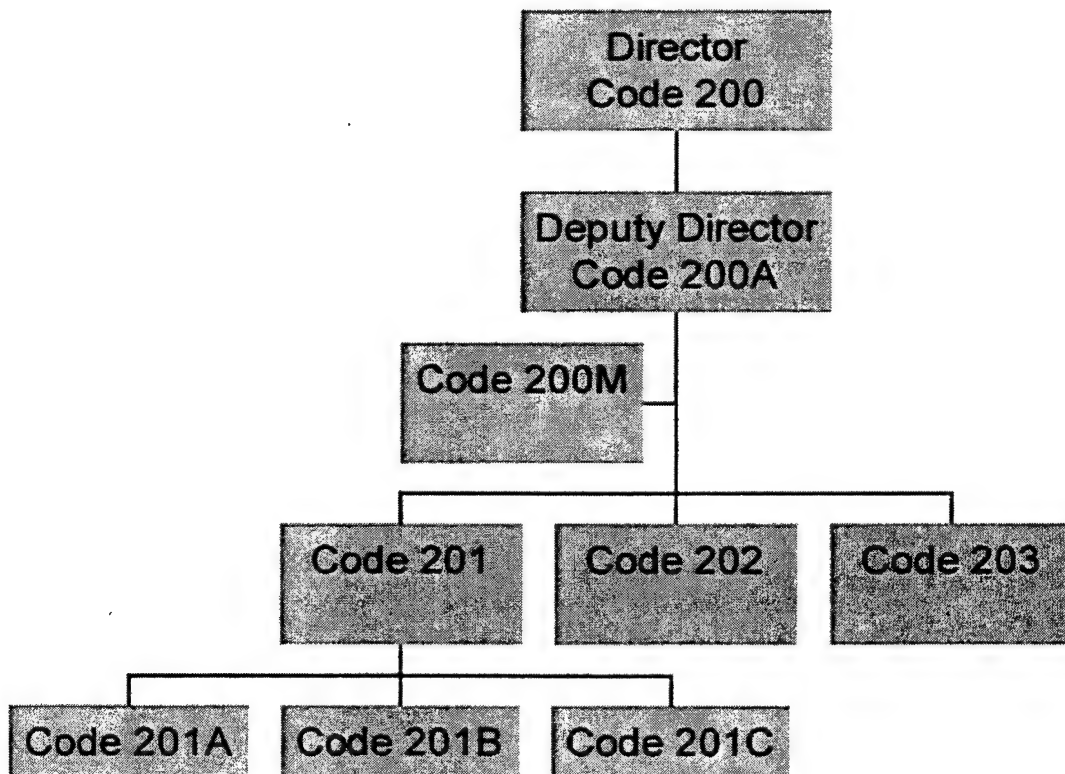 Director
Code 200
Deputy Director
Code 200A
Code 200M
Code 201
Code 202
Code 203
Code 201A
Code 201B
Code 201C